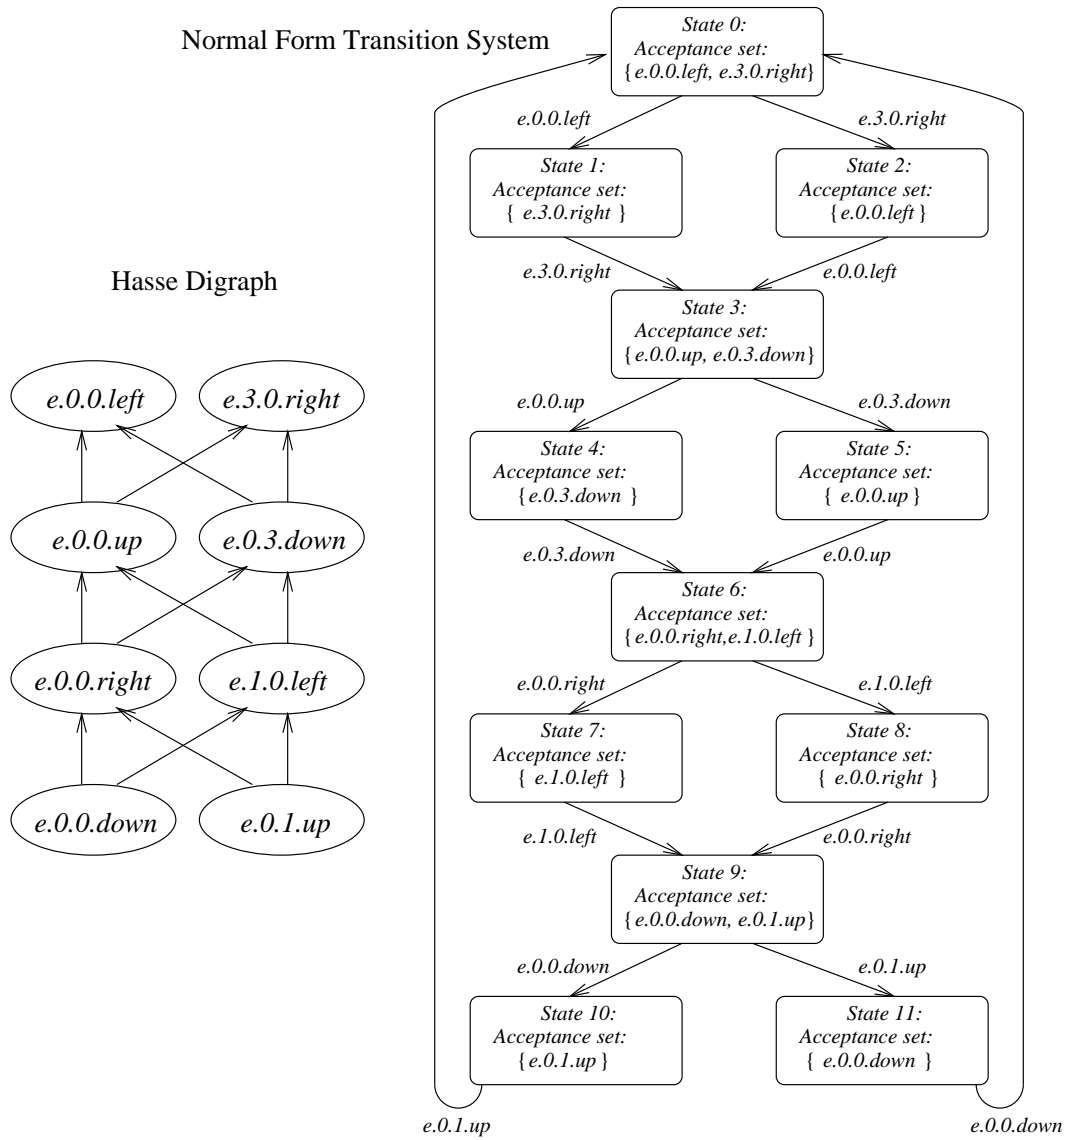 Normal Form Transition System
State 0:
Acceptance set:
{e.0.0.left, e.3.0.right}
e.0.0.left
e.3.0.right
State 1:
Acceptance set:
{ e.3.0.right }
State 2:
Acceptance set:
{e.0.0.left}
e.3.0.right
e.0.0.left
State 3:
Acceptance set:
{e.0.0.up, e.0.3.down}
e.0.0.up
e.0.3.down
State 4:
Acceptance set:
{e.0.3.down }
State 5:
Acceptance set:
{ e.0.0.up }
e.0.3.down
e.0.0.up
State 6:
Acceptance set:
{e.0.0.right,e.1.0.left }
e.0.0.right
e.1.0.left
State 7:
Acceptance set:
{ e.1.0.left }
State 8:
Acceptance set:
{ e.0.0.right }
e.1.0.left
e.0.0.right
State 9:
Acceptance set:
{e.0.0.down, e.0.1.up}
e.0.0.down
e.0.1.up
State 10:
Acceptance set:
{e.0.1.up }
State 11:
Acceptance set:
{ e.0.0.down }
e.0.1.up
e.0.0.down
Hasse Digraph
e.0.0.left
e.3.0.right
e.0.0.up
e.0.3.down
e.0.0.right
e.1.0.left
e.0.0.down
e.0.1.up